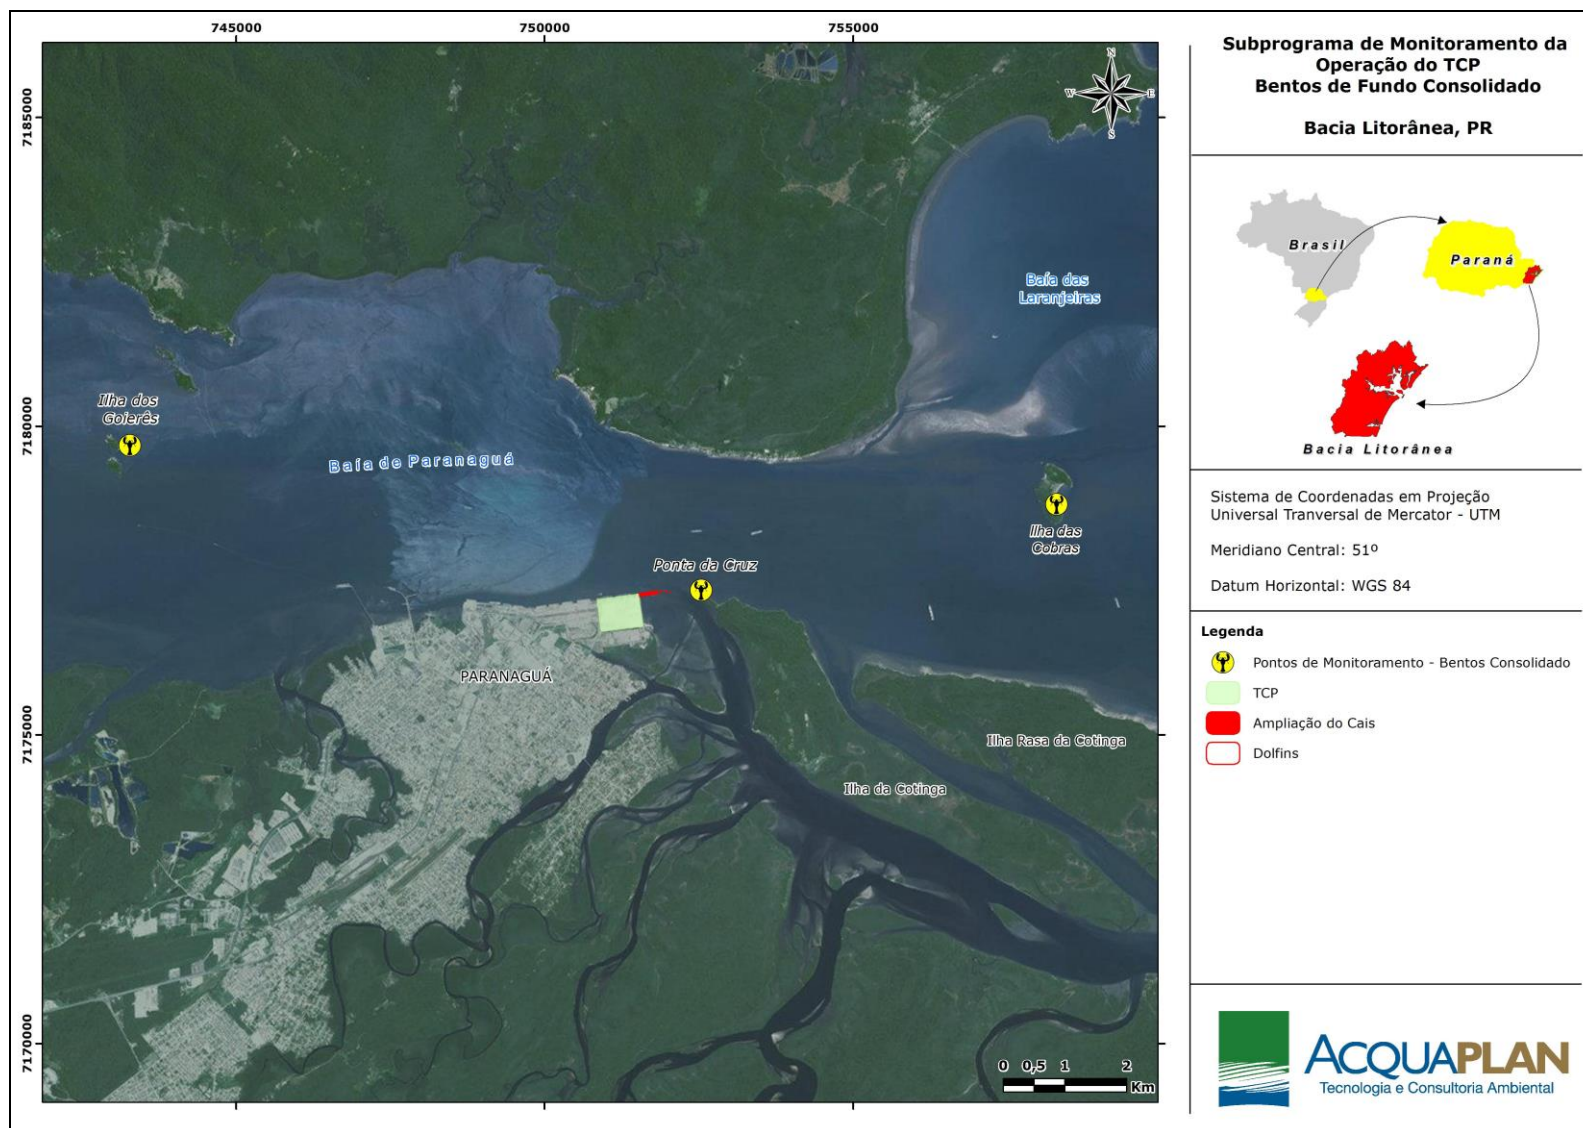 745000
750000
755000
7185000
7180000
7175000
7170000
N
W
E
S
Baía das
Laranjeiras
Ilha dos
Goierês
Baía de Paranaguá
Ilha das
Cobras
Ponta da Cruz
PARANAGUÁ
Ilha Rasa da Cotinga
Ilha da Cotinga
0 0,5 1 2
Km
Subprograma de Monitoramento da
Operação do TCP
Bentos de Fundo Consolidado
Bacia Litorânea, PR
Brasil
Paraná
Bacia Litorânea
Sistema de Coordenadas em Projeção
Universal Tranversal de Mercator - UTM
Meridiano Central: 51º
Datum Horizontal: WGS 84
Legenda
Pontos de Monitoramento - Bentos Consolidado
TCP
Ampliação do Cais
Dolfins
ACQUAPLAN
Tecnologia e Consultoria Ambiental